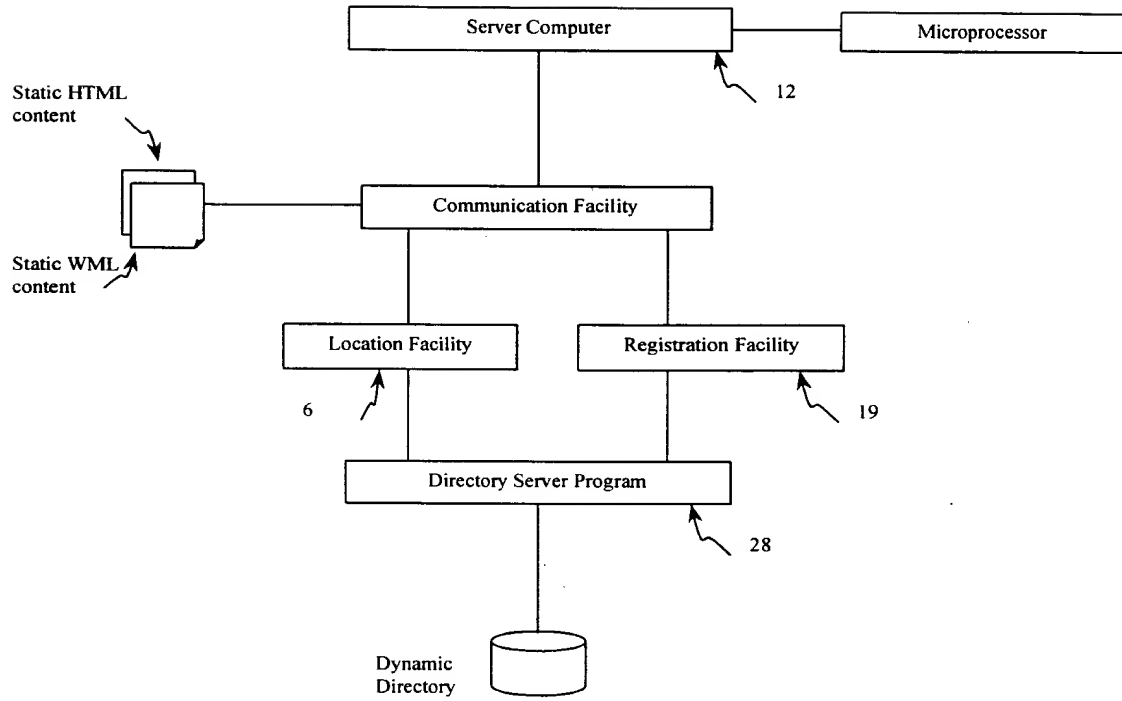 Server Computer
Microprocessor
12
Static HTML
content
Communication Facility
Static WML
content
Location Facility
Registration Facility
6
19
Directory Server Program
28
Dynamic
Directory